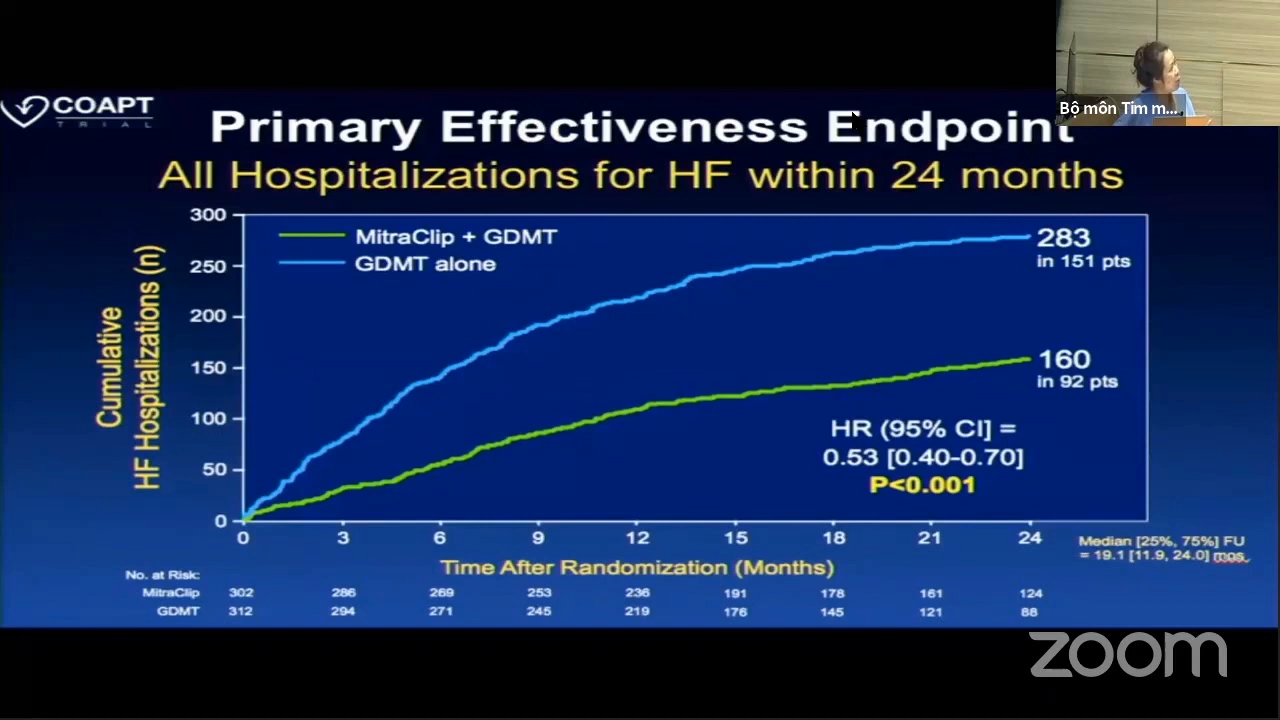 COAPT
TRIAL
Bộ môn Tim m...
Primary Effectiveness Endpoint
All Hospitalizations for HF within 24 months
Cumulative
HF Hospitalizations (n)
300
250
200
150
100
50
0
MitraClip + GDMT
GDMT alone
283
in 151 pts
160
in 92 pts
HR (95% CI] =
0.53 [0.40-0.70]
P<0.001
0 3 6 9 12 15 18 21 24
Time After Randomization (Months)
Median [25%, 75%] FU
= 19.1 [11.9, 24.0] mos.
No. at Risk:
MitraClip 302 286 269 253 236 191 178 161 124
GDMT 312 294 271 245 219 176 145 121 88
zoom